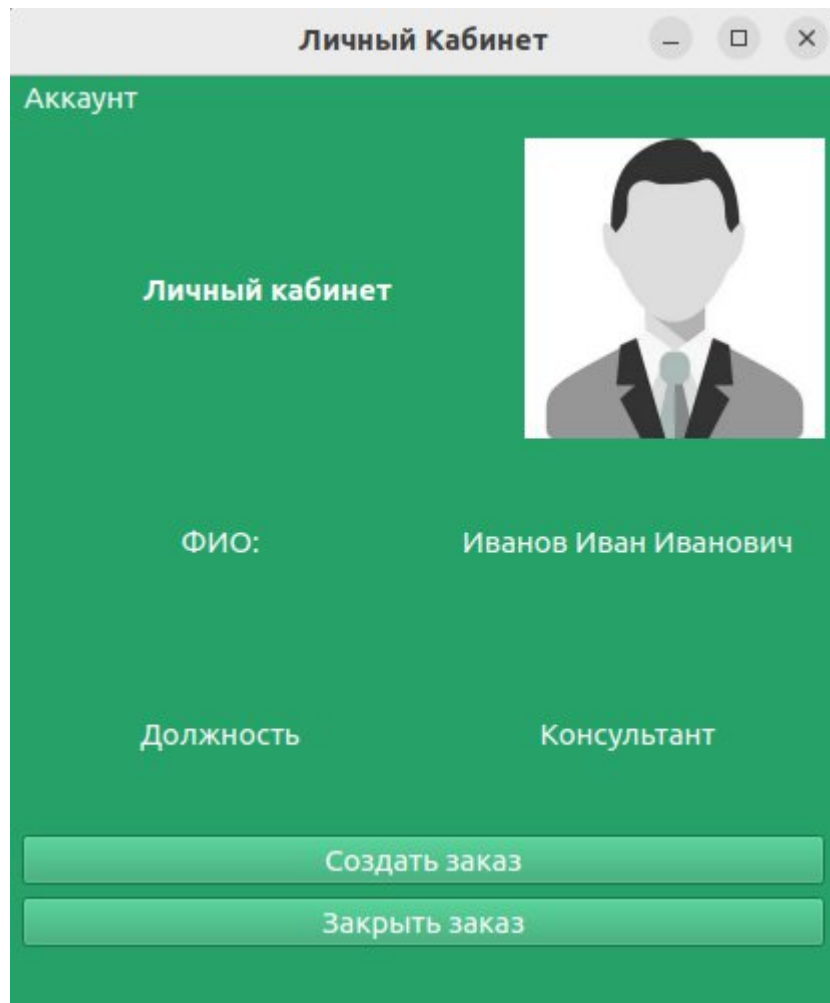 Личный Кабинет
Аккаунт
Личный кабинет
ФИО: Иванов Иван Иванович
Должность Консультант
Создать заказ
Закрыть заказ